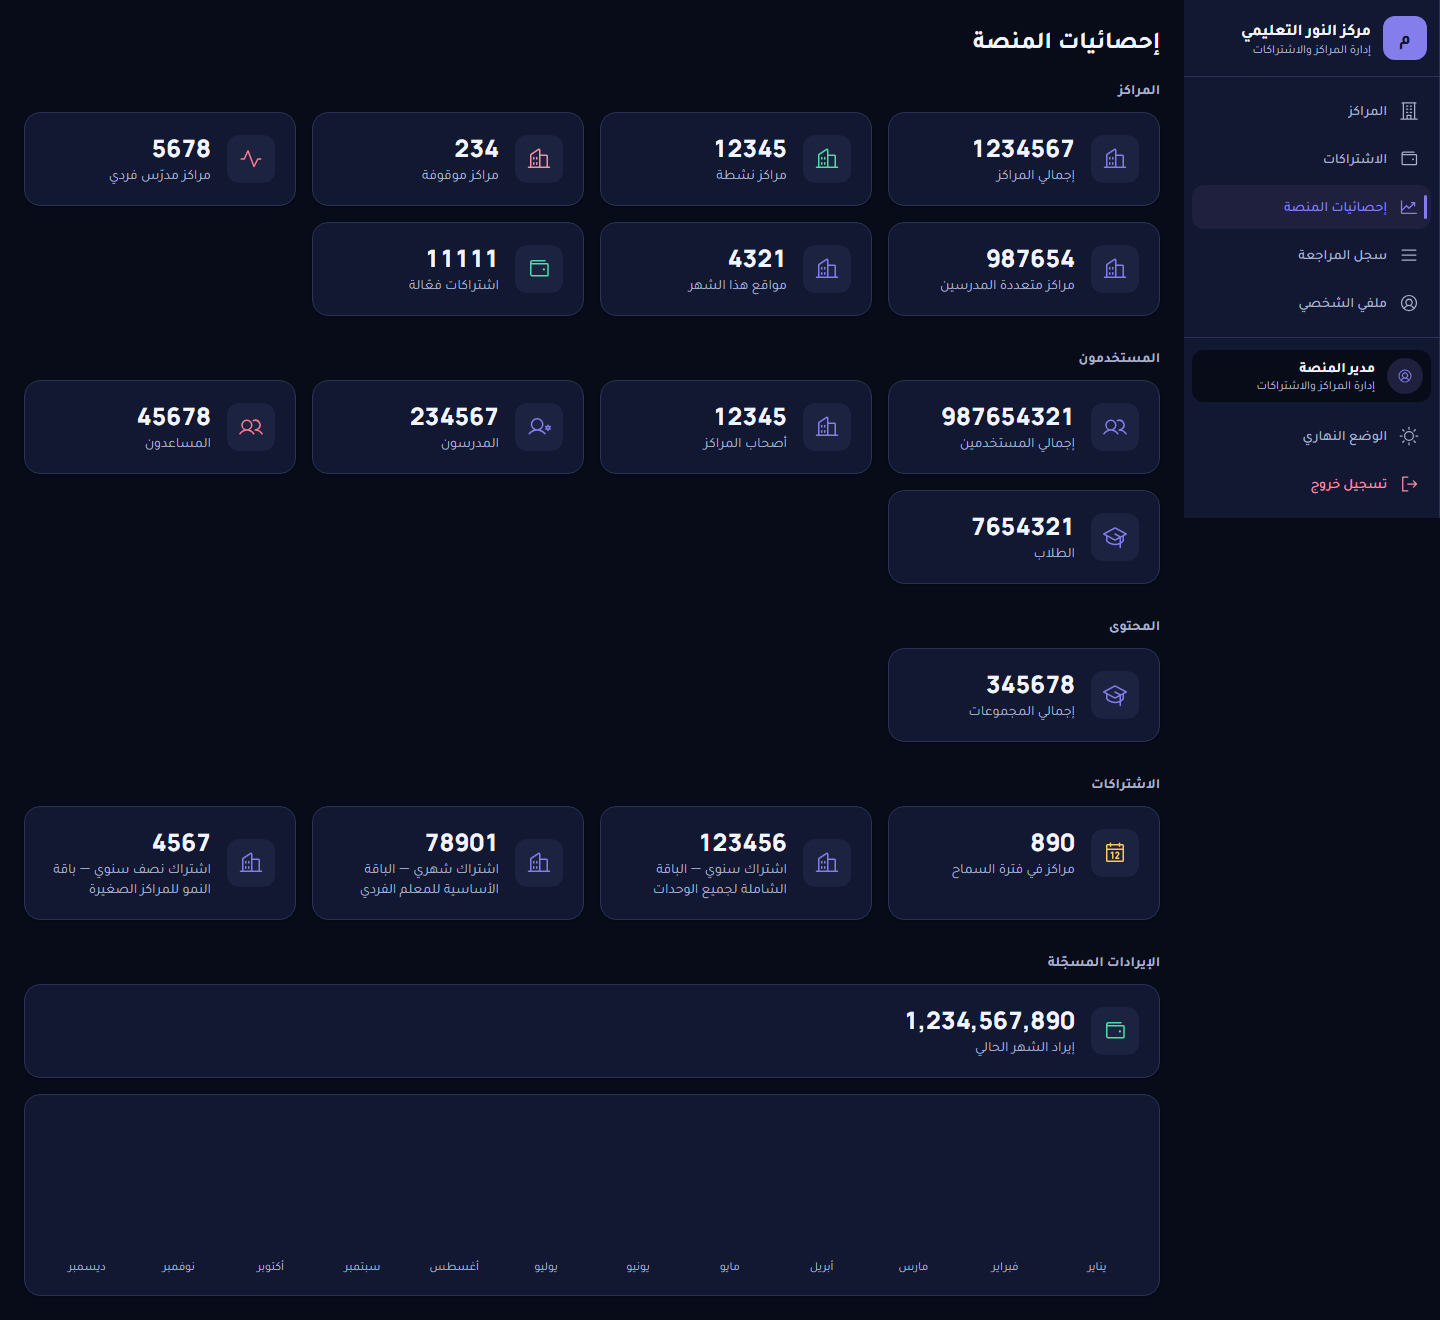 م
مركز النور التعليمي
إدارة المراكز والاشتراكات
المراكز
الاشتراكات
إحصائيات المنصة
سجل المراجعة
ملفي الشخصي
مدير المنصة
إدارة المراكز والاشتراكات
الوضع النهاري
تسجيل خروج
إحصائيات المنصة
المراكز
1234567
إجمالي المراكز
12345
مراكز نشطة
234
مراكز موقوفة
5678
مراكز مدرّس فردي
987654
مراكز متعددة المدرسين
4321
مواقع هذا الشهر
11111
اشتراكات فعّالة
المستخدمون
987654321
إجمالي المستخدمين
12345
أصحاب المراكز
234567
المدرسون
45678
المساعدون
7654321
الطلاب
المحتوى
345678
إجمالي المجموعات
الاشتراكات
12
890
مراكز في فترة السماح
123456
اشتراك سنوي — الباقة
الشاملة لجميع الوحدات
78901
اشتراك شهري — الباقة
الأساسية للمعلم الفردي
4567
اشتراك نصف سنوي — باقة
النمو للمراكز الصغيرة
الإيرادات المسجّلة
1,234,567,890
إيراد الشهر الحالي
يناير فبراير مارس أبريل مايو يونيو يوليو أغسطس سبتمبر أكتوبر نوفمبر ديسمبر